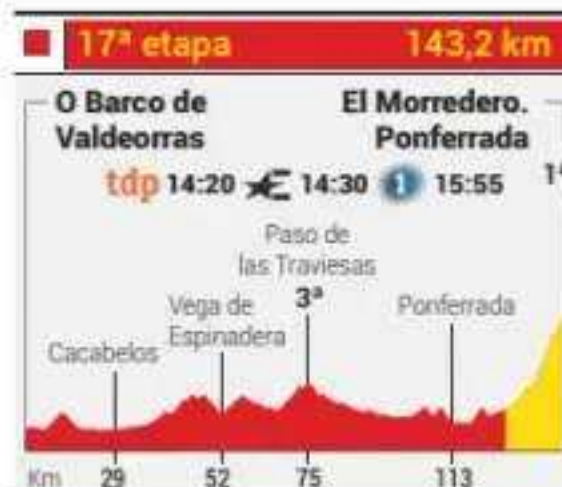 17ª etapa 143,2 km
O Barco de
Valdeorras
El Morredero.
Ponferrada
tdp 14:20 14:30 1 15:55
1ª
Paso de
las Traviesas
3ª
Vega de
Espinadera
Ponferrada
Cacabelos
Km 29 52 75 113